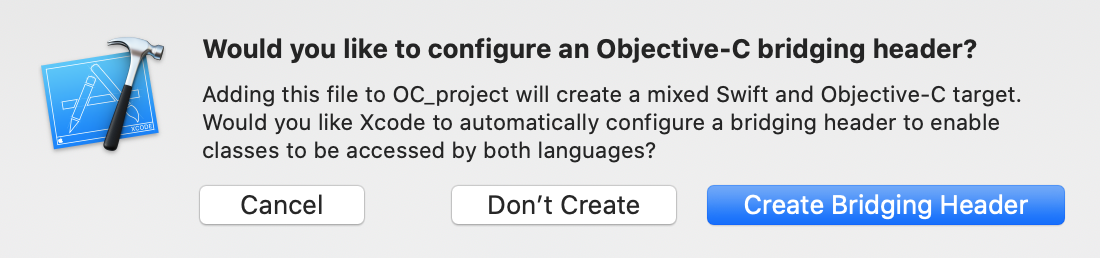 Would you like to configure an Objective-C bridging header?
Adding this file to OC_project will create a mixed Swift and Objective-C target.
Would you like Xcode to automatically configure a bridging header to enable
classes to be accessed by both languages?
Cancel
Don’t Create
Create Bridging Header
XCODE